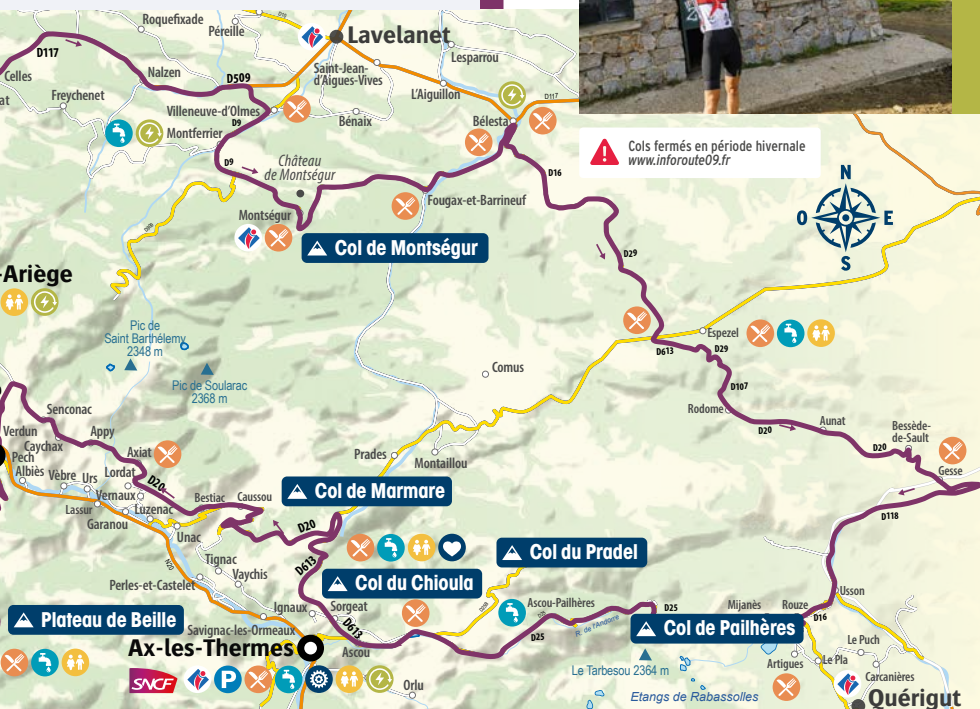 Roquefixade
Péreille
Lavelanet
D117
Celles
Nalzen
D509
Saint-Jean-
d'Aigues-Vives
Lesparrou
Freychenet
L'Aiguillon
D117
Villeneuve-d'Olmes
D9
Bénaix
Bélesta
Montferrier
Cols fermés en période hivernale
www.inforoute09.fr
D9
Château
de Montségur
D16
N
Fougax-et-Barrineuf
Montségur
O
E
S
Col de Montségur
D29
-Ariège
Pic de
Saint Barthélemy
2348 m
Espezel
D613
D29
Pic de Soularac
2368 m
Comus
D107
Senconac
Rodome
D20
Aunat
Bessède-
de-Sault
Verdun
Appy
Caychax
D20
Pech
Axiat
Prades
Montaillou
Gesse
Albiès
Vèbre
Urs
Lordat
D20
Vernaux
Bestiac
Caussou
Col de Marmare
Lassur
Luzenac
D118
Garanou
D20
Unac
Col du Pradel
Tignac
D613
N20
Vaychis
Col du Chioula
Perles-et-Castelet
Usson
Ignaux
Sorgeat
Ascou-Pailhères
D25
Mijanès
Rouze
D16
Plateau de Beille
Savignac-les-Ormeaux
D613
R. de l'Andorre
Col de Pailhères
Ax-les-Thermes
Ascou
D25
Le Puch
Le Tarbesou 2364 m
Artigues
Le Pla
SNCF
P
Orlu
Carcanières
Etangs de Rabassolles
Quérigut